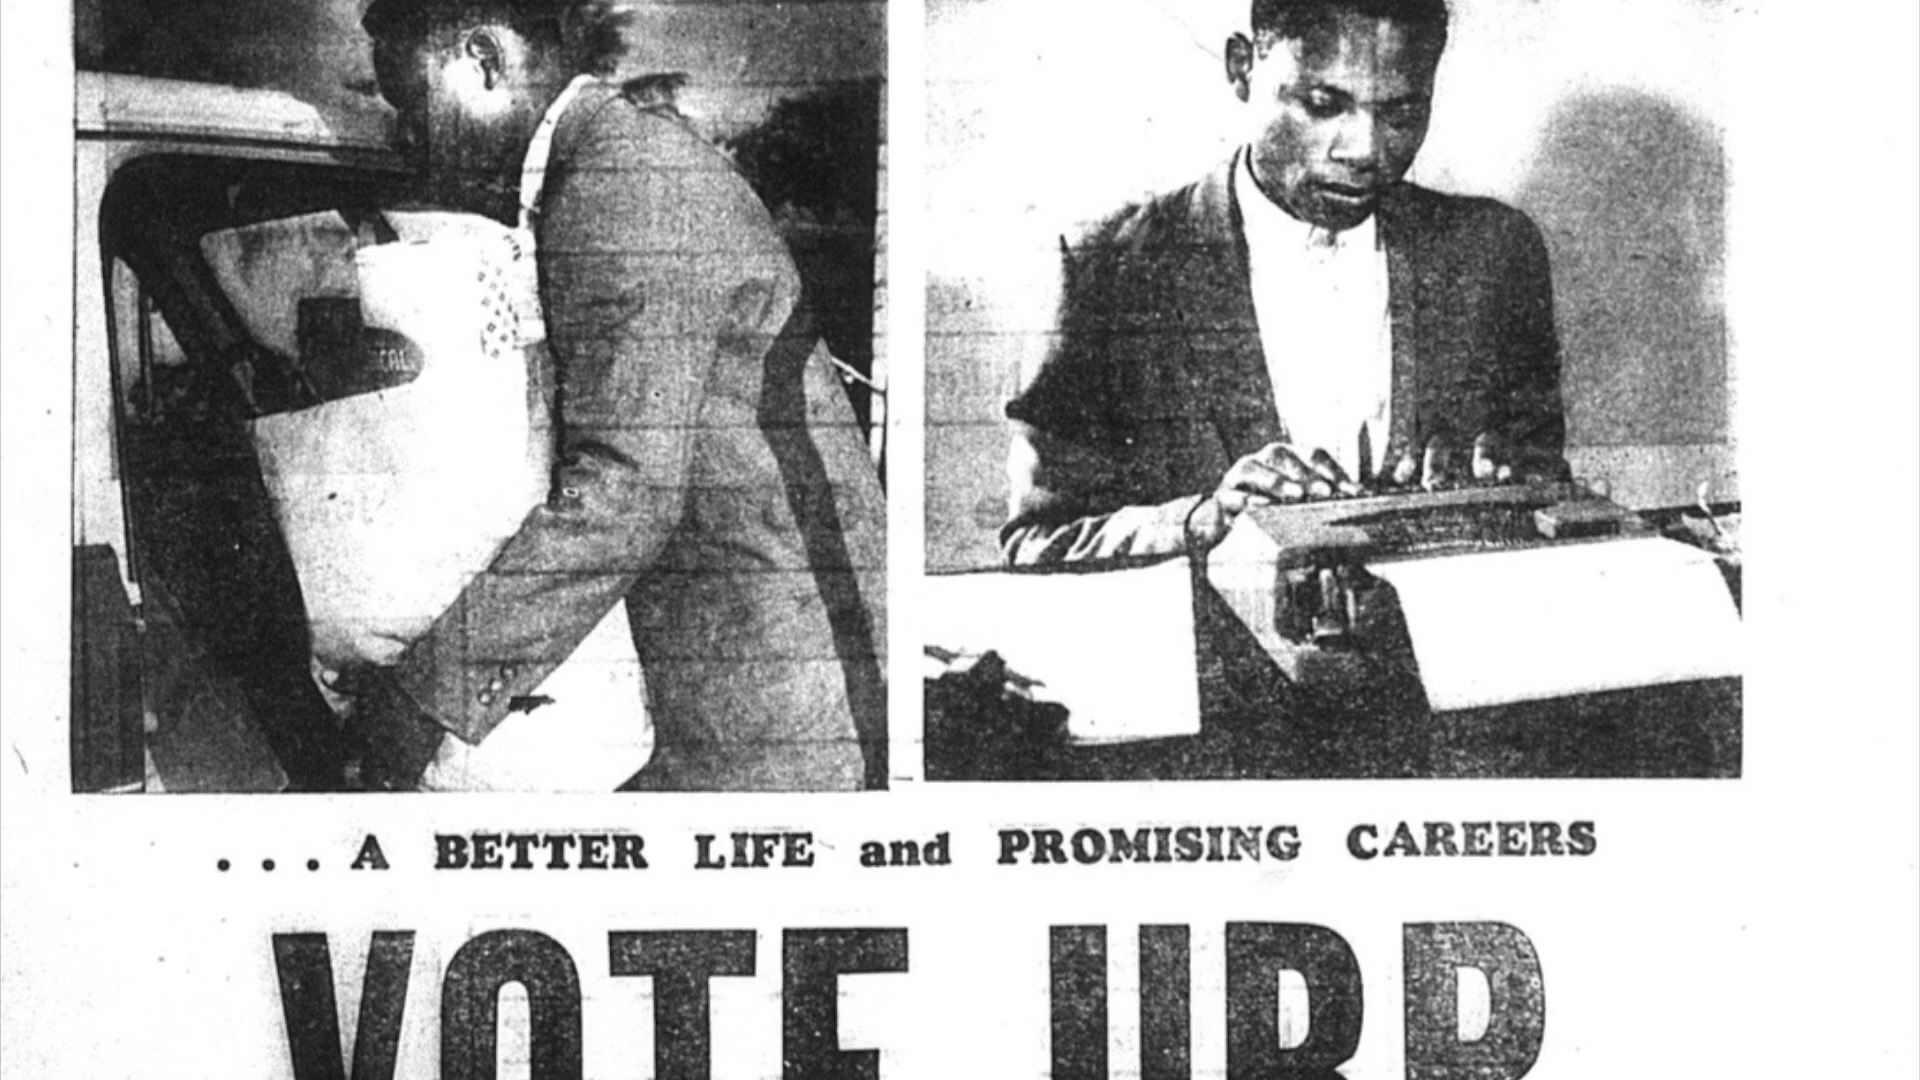 . . . A BETTER LIFE and PROMISING CAREERS
VOTE UBP